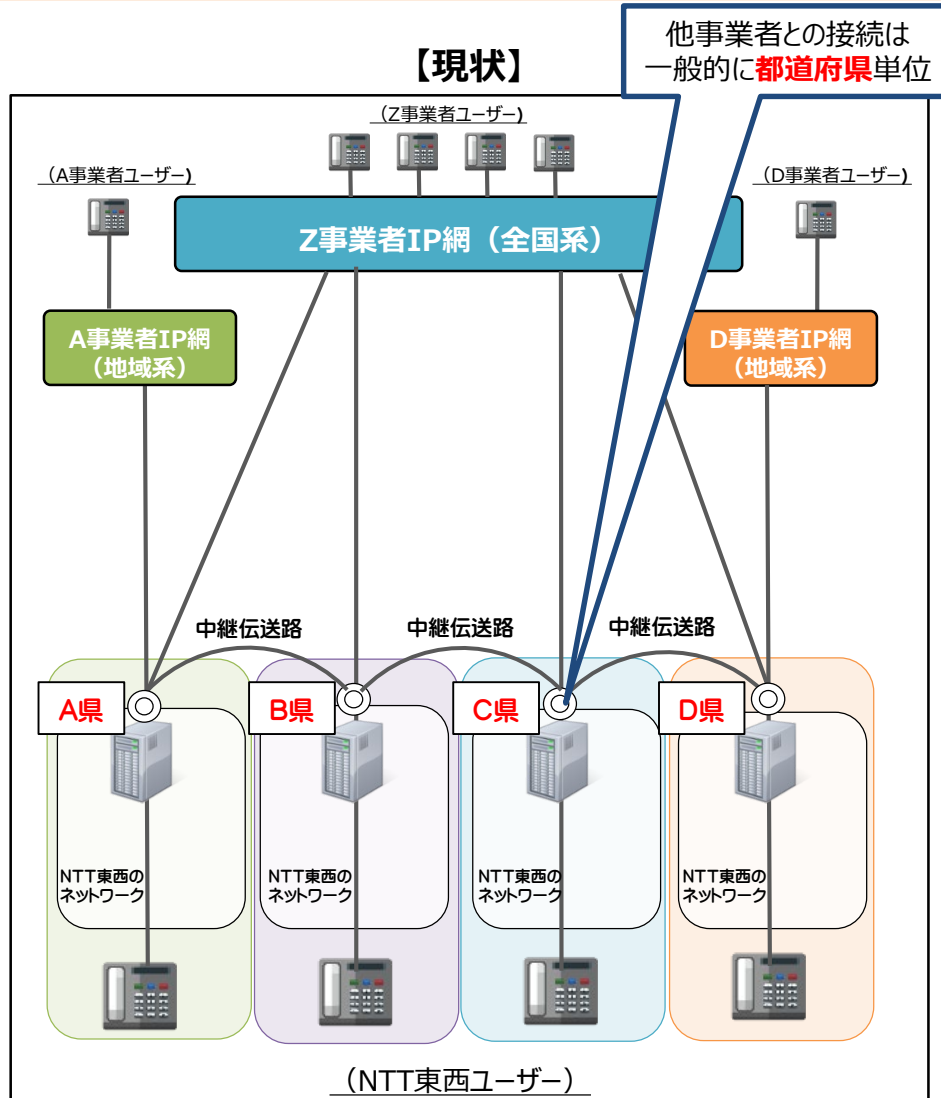 他事業者との接続は
一般的に都道府県単位
【現状】
（Z事業者ユーザー)
（A事業者ユーザー)
（D事業者ユーザー)
Z事業者IP網（全国系）
A事業者IP網
（地域系）
D事業者IP網
（地域系）
中継伝送路
中継伝送路
中継伝送路
A県
B県
C県
D県
NTT東西の
ネットワーク
NTT東西の
ネットワーク
NTT東西の
ネットワーク
NTT東西の
ネットワーク
（NTT東西ユーザー）